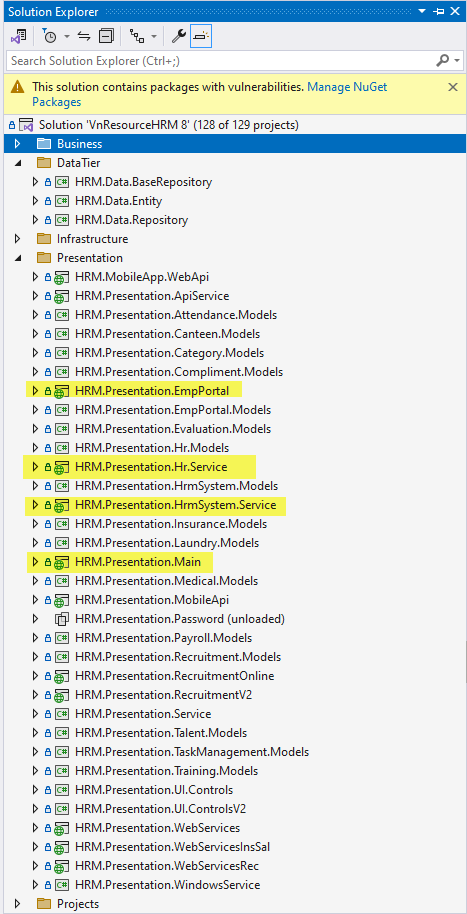 Solution Explorer
Search Solution Explorer (Ctrl+;)
This solution contains packages with vulnerabilities. Manage NuGet
Packages
Solution 'VnResourceHRM 8' (128 of 129 projects)
Business
DataTier
HRM.Data.BaseRepository
HRM.Data.Entity
HRM.Data.Repository
Infrastructure
Presentation
HRM.MobileApp.WebApi
HRM.Presentation.ApiService
HRM.Presentation.Attendance.Models
HRM.Presentation.Canteen.Models
HRM.Presentation.Category.Models
HRM.Presentation.Compliment.Models
HRM.Presentation.EmpPortal
HRM.Presentation.EmpPortal.Models
HRM.Presentation.Evaluation.Models
HRM.Presentation.Hr.Models
HRM.Presentation.Hr.Service
HRM.Presentation.HrmSystem.Models
HRM.Presentation.HrmSystem.Service
HRM.Presentation.Insurance.Models
HRM.Presentation.Laundry.Models
HRM.Presentation.Main
HRM.Presentation.Medical.Models
HRM.Presentation.MobileApi
HRM.Presentation.Password (unloaded)
HRM.Presentation.Payroll.Models
HRM.Presentation.Recruitment.Models
HRM.Presentation.RecruitmentOnline
HRM.Presentation.RecruitmentV2
HRM.Presentation.Service
HRM.Presentation.Talent.Models
HRM.Presentation.TaskManagement.Models
HRM.Presentation.Training.Models
HRM.Presentation.UI.Controls
HRM.Presentation.UI.ControlsV2
HRM.Presentation.WebServices
HRM.Presentation.WebServicesInsSal
HRM.Presentation.WebServicesRec
HRM.Presentation.WindowsService
Projects